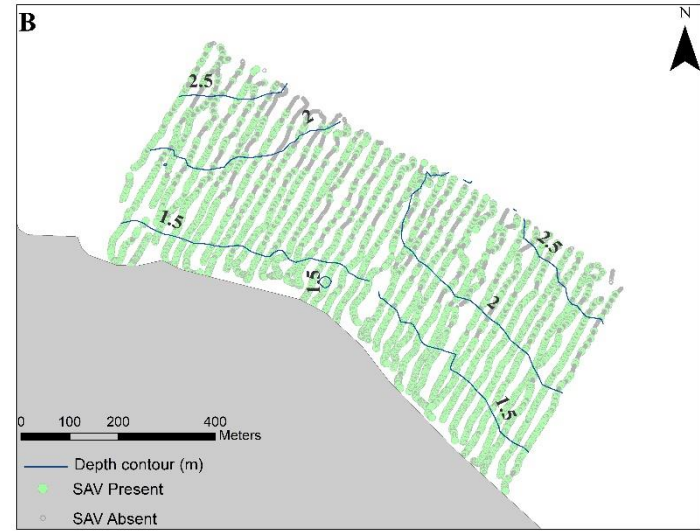 B
N
2.5
2
1.5
2.5
1.5
2
1.5
0 100 200 400
Meters
Depth contour (m)
SAV Present
SAV Absent